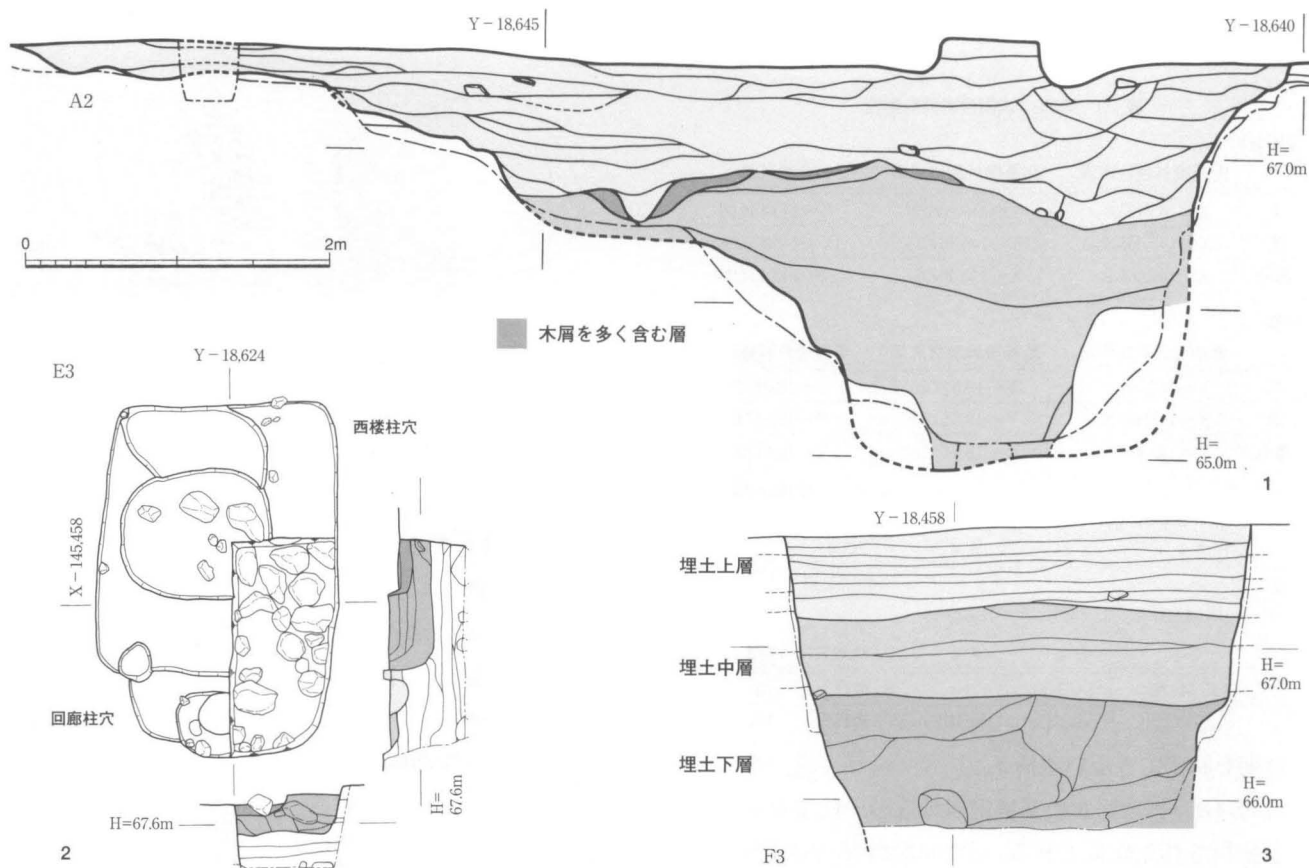 Y－18,645
Y－18,640
A2
H=
67.0m
0
2m
木屑を多く含む層
H=
65.0m
1
Y－18,624
E3
西楼柱穴
X－145,458
回廊柱穴
H=
67.6m
H=67.6m
2
Y－18,458
埋土上層
埋土中層
H=
67.0m
埋土下層
H=
66.0m
F3
3